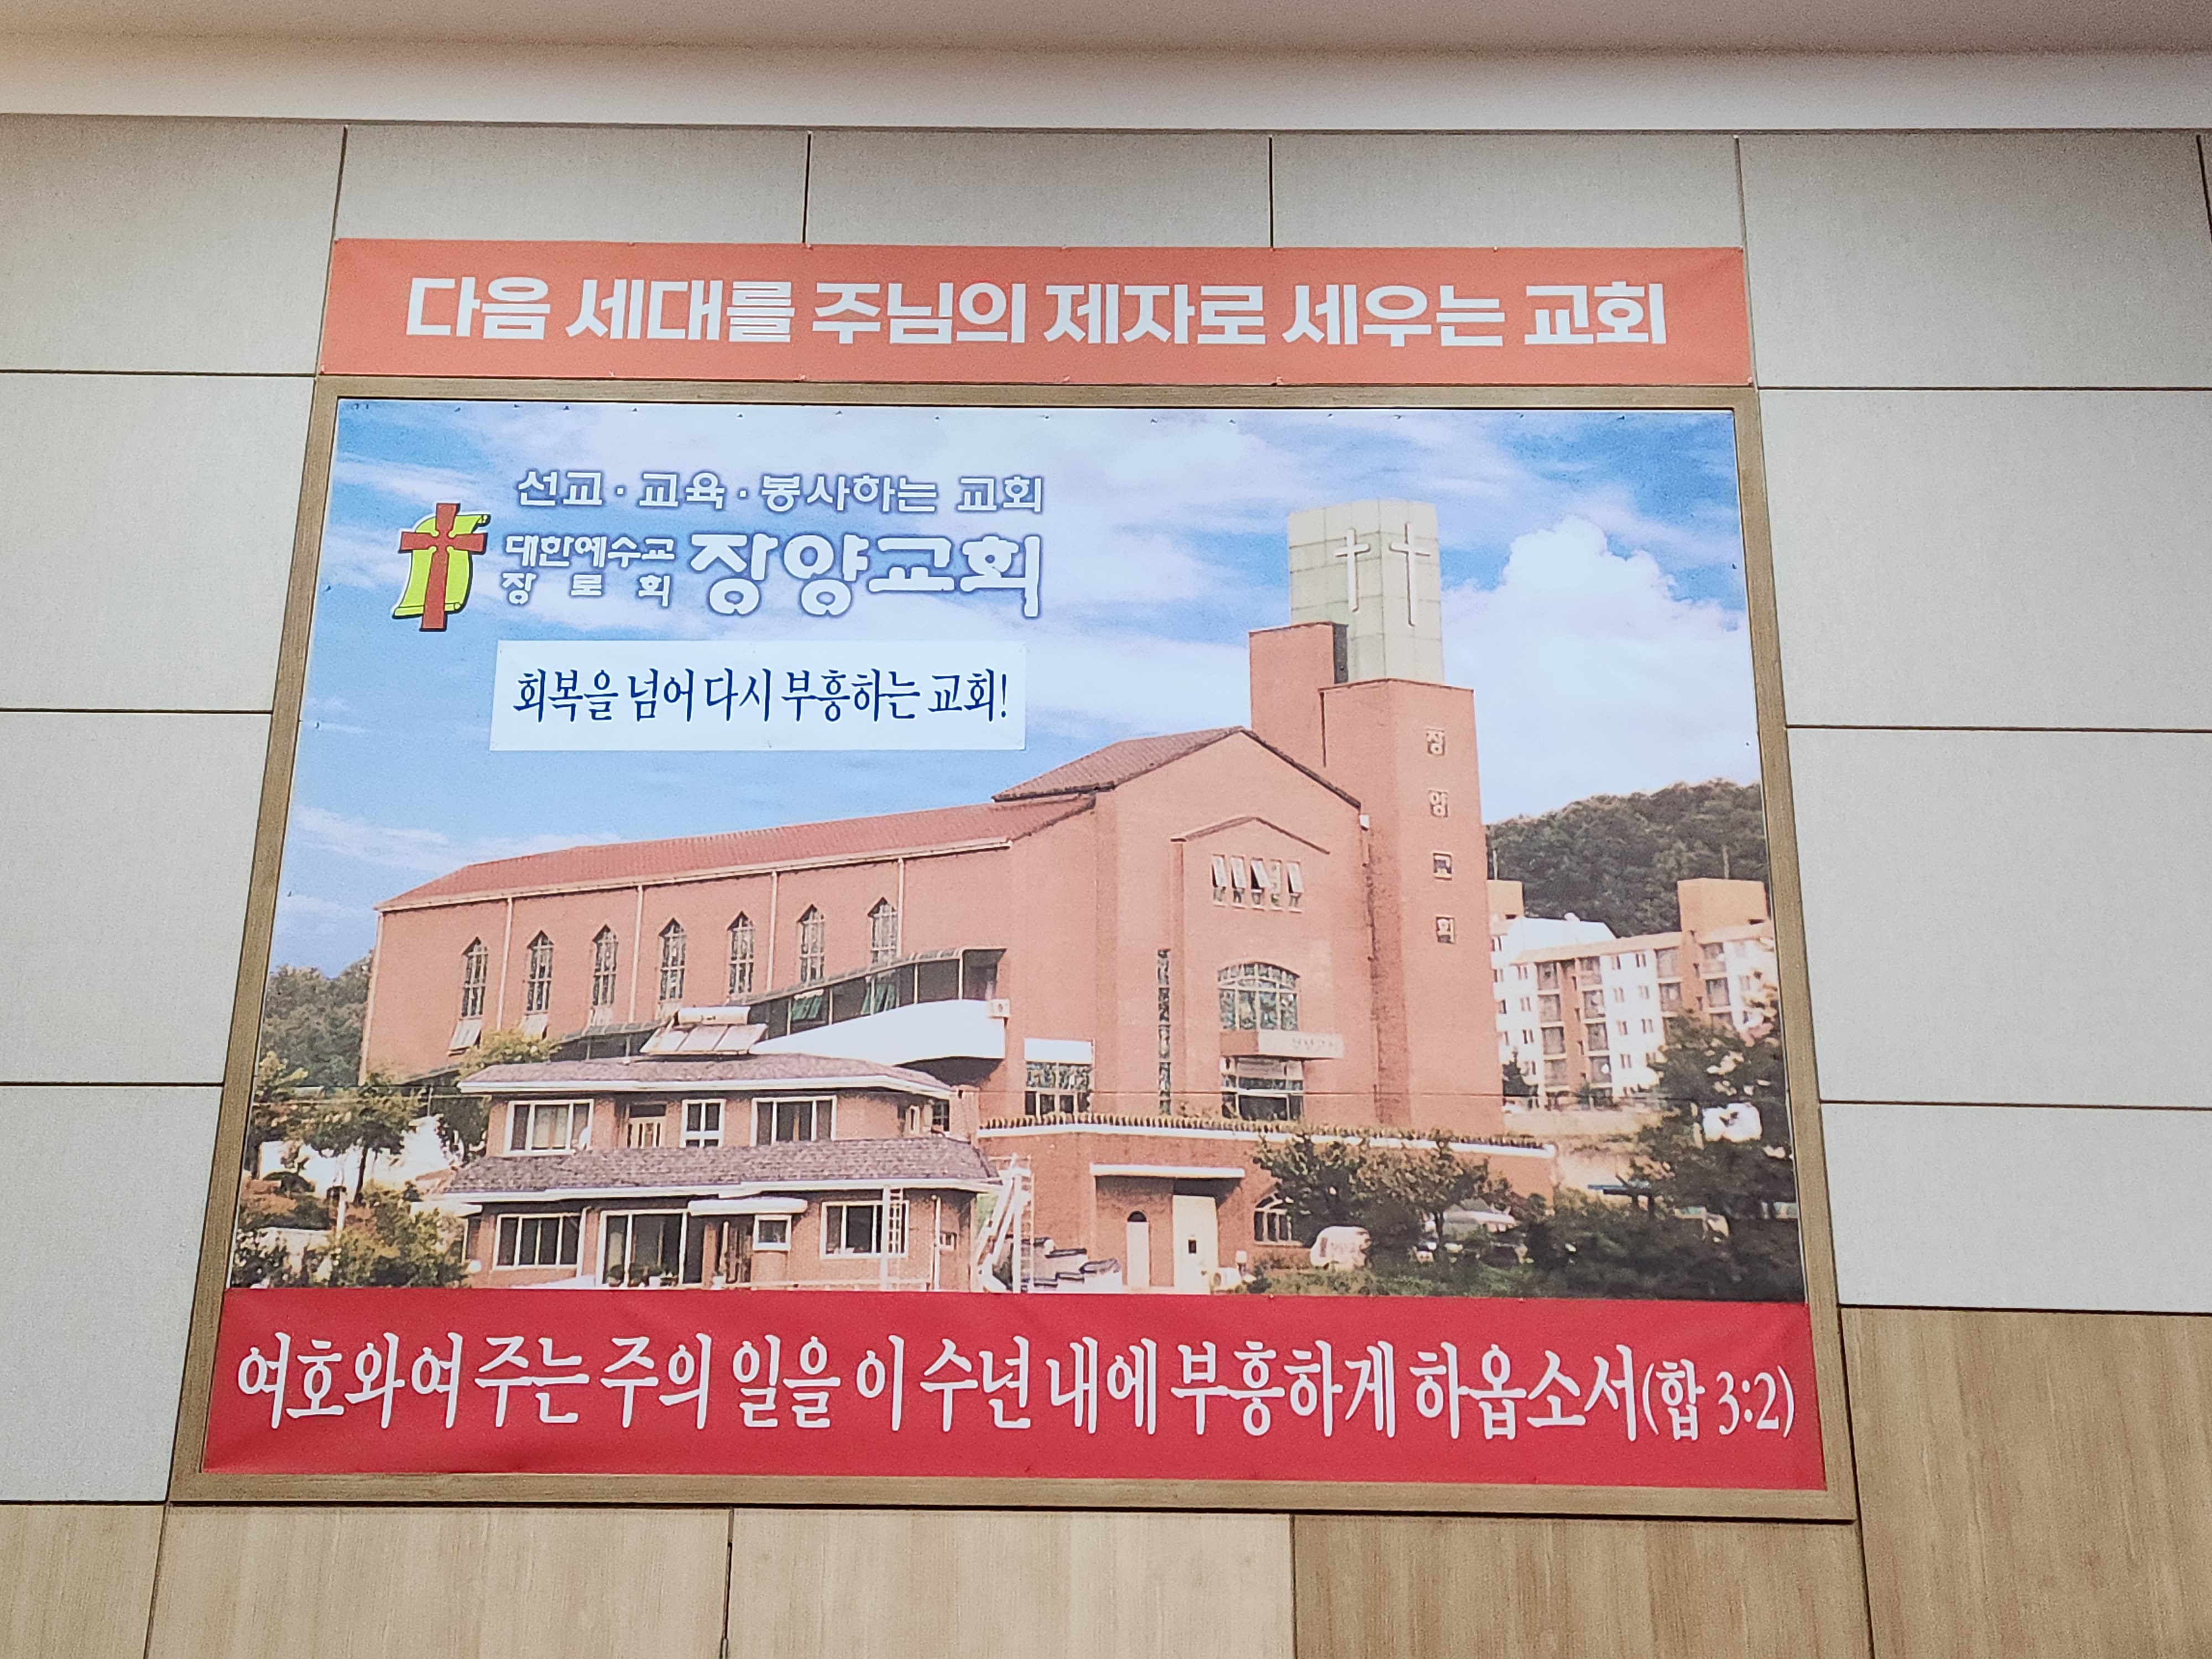 다음 세대를 주님의 제자로 세우는 교회
선교·교육·봉사하는 교회
대한예수교
장로회
장양교회
회복을 넘어 다시 부흥하는 교회!
장
양
교
회
여호와여 주는 주의 일을 이 수년 내에 부흥하게 하옵소서(합 3:2)